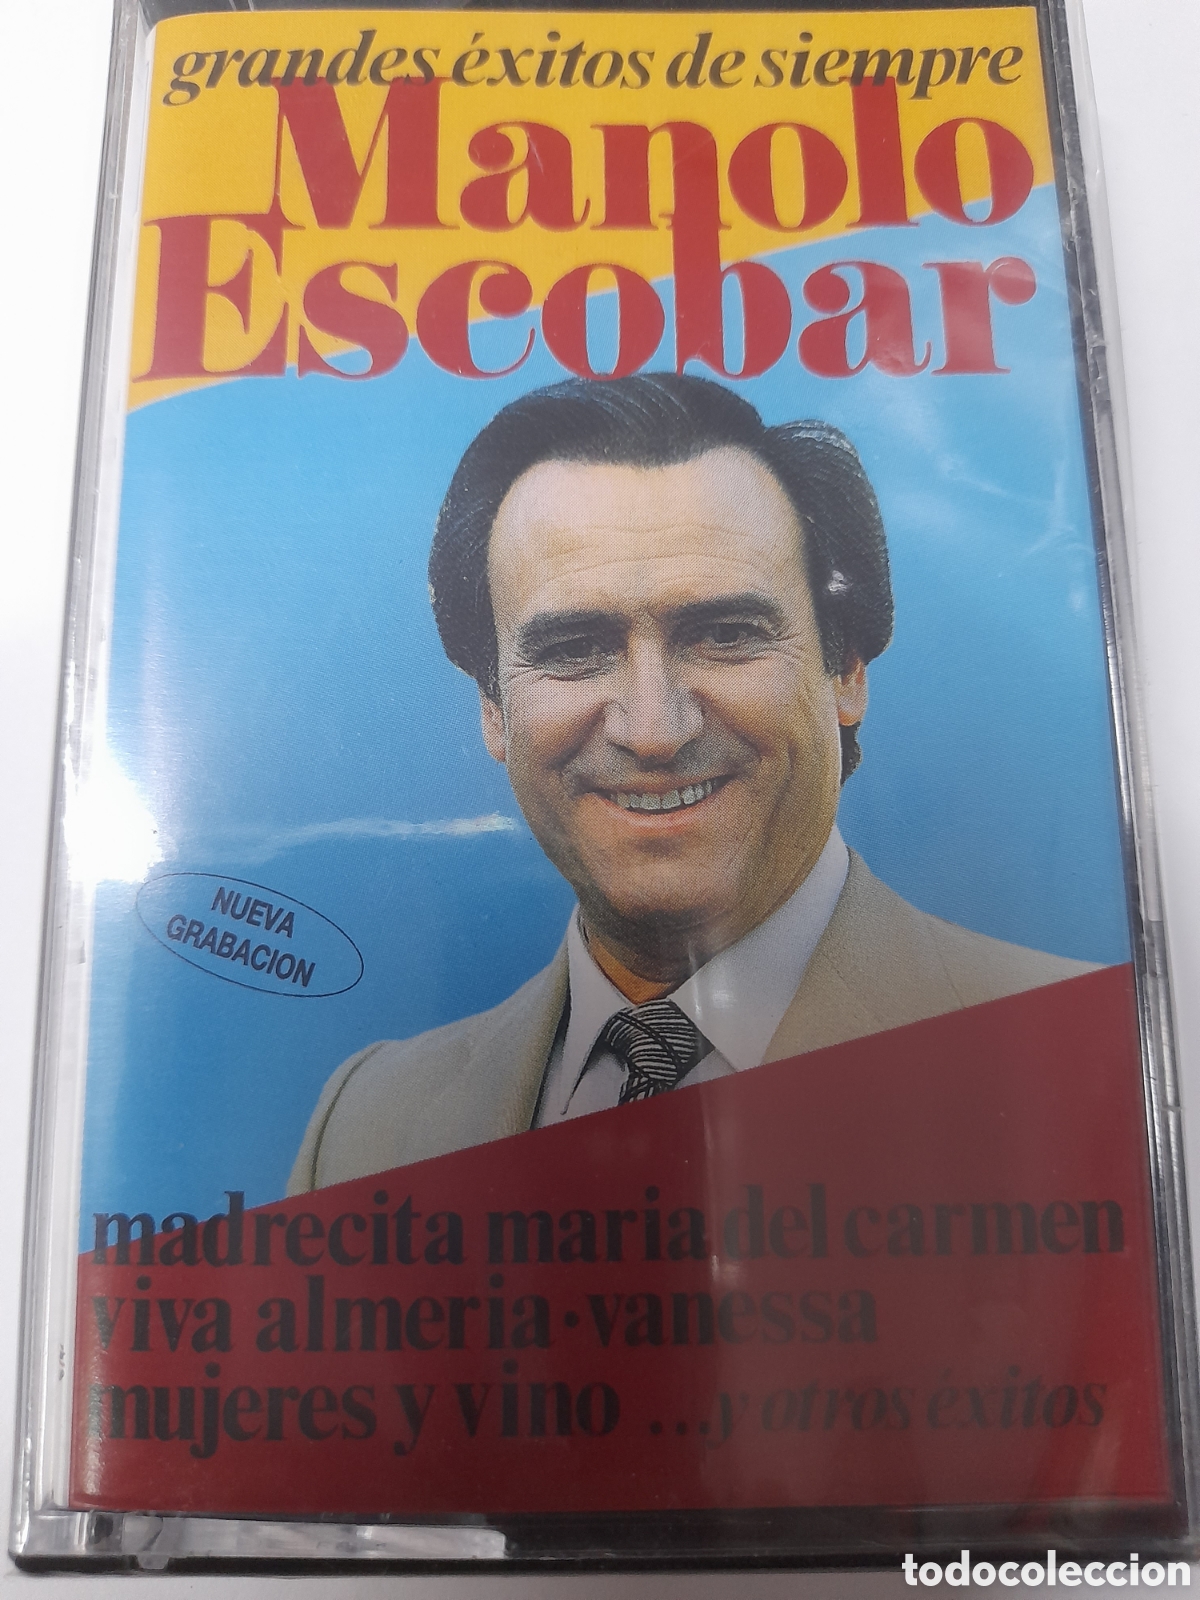 grandes éxitos de siempre
Manolo
Escobar
NUEVA
GRABACION
madrecita maria del carmen
viva almeria·vanessa
mujeres y vino ...y otros éxitos
todocoleccion